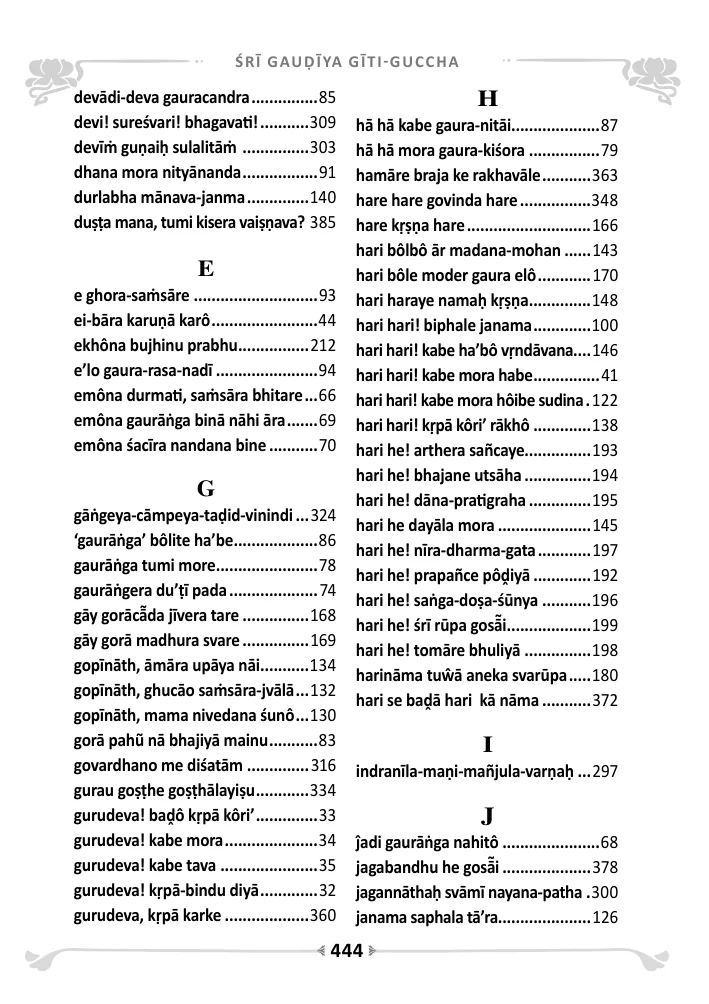 ŚRĪ GAUḌĪYA GĪTI-GUCCHA
devādi-deva gauracandra...............85
devi! sureśvari! bhagavati!...........309
devīṁ guṇaiḥ sulalitāṁ ...............303
dhana mora nityānanda.................91
durlabha mānava-janma ..............140
duṣṭa mana, tumi kisera vaiṣṇava? 385
E
e ghora-saṁsāre ............................93
ei-bāra karuṇā karô........................44
ekhôna bujhinu prabhu................212
e’lo gaura-rasa-nadī .......................94
emôna durmati, saṁsāra bhitare...66
emôna gaurāṅga binā nāhi āra.......69
emôna śacīra nandana bine ...........70
G
gāṅgeya-cāmpeya-taḍid-vinindi ...324
‘gaurāṅga’ bôlite ha’be...................86
gaurāṅga tumi more.......................78
gaurāṅgera du’ṭī pada ....................74
gāy gorācā̃da jīvera tare ...............168
gāy gorā madhura svare ...............169
gopīnāth, āmāra upāya nāi...........134
gopīnāth, ghucāo saṁsāra-jvālā...132
gopīnāth, mama nivedana śunô...130
gorā pahũ nā bhajiyā mainu...........83
govardhano me diśatām ..............316
gurau goṣṭhe goṣṭhālayiṣu............334
gurudeva! baḓô kṛpā kôri’..............33
gurudeva! kabe mora.....................34
gurudeva! kabe tava ......................35
gurudeva! kṛpā-bindu diyā.............32
gurudeva, kṛpā karke ...................360
H
hā hā kabe gaura-nitāi....................87
hā hā mora gaura-kiśora ................79
hamāre braja ke rakhavāle...........363
hare hare govinda hare ................348
hare kṛṣṇa hare............................166
hari bôlbô ār madana-mohan ......143
hari bôle moder gaura elô............170
hari haraye namaḥ kṛṣṇa..............148
hari hari! biphale janama.............100
hari hari! kabe ha’bô vṛndāvana....146
hari hari! kabe mora habe...............41
hari hari! kabe mora hôibe sudina.122
hari hari! kṛpā kôri’ rākhô .............138
hari he! arthera sañcaye...............193
hari he! bhajane utsāha ...............194
hari he! dāna-pratigraha ..............195
hari he dayāla mora .....................145
hari he! nīra-dharma-gata............197
hari he! prapañce pôḓiyā .............192
hari he! saṅga-doṣa-śūnya ...........196
hari he! śrī rūpa gosā̃i...................199
hari he! tomāre bhuliyā ...............198
harināma tuŵā aneka svarūpa.....180
hari se baḓā hari kā nāma ...........372
I
indranīla-maṇi-mañjula-varṇaḥ ...297
J
ĵadi gaurāṅga nahitô ......................68
jagabandhu he gosā̃i ....................378
jagannāthaḥ svāmī nayana-patha .300
janama saphala tā’ra.....................126
444